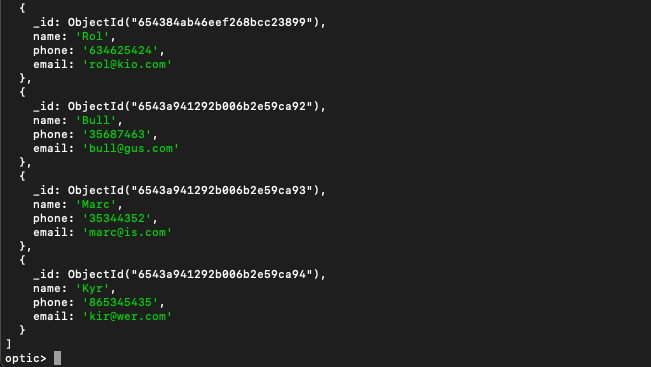 {
_id: ObjectId("654384ab46eef268bcc23899"),
name: 'Rol',
phone: '634625424',
email: 'rol@kio.com'
},
{
_id: ObjectId("6543a941292b006b2e59ca92"),
name: 'Bull',
phone: '35687463',
email: 'bull@gus.com'
},
{
_id: ObjectId("6543a941292b006b2e59ca93"),
name: 'Marc',
phone: '35344352',
email: 'marc@is.com'
},
{
_id: ObjectId("6543a941292b006b2e59ca94"),
name: 'Kyr',
phone: '865345435',
email: 'kir@wer.com'
}
]
optic>